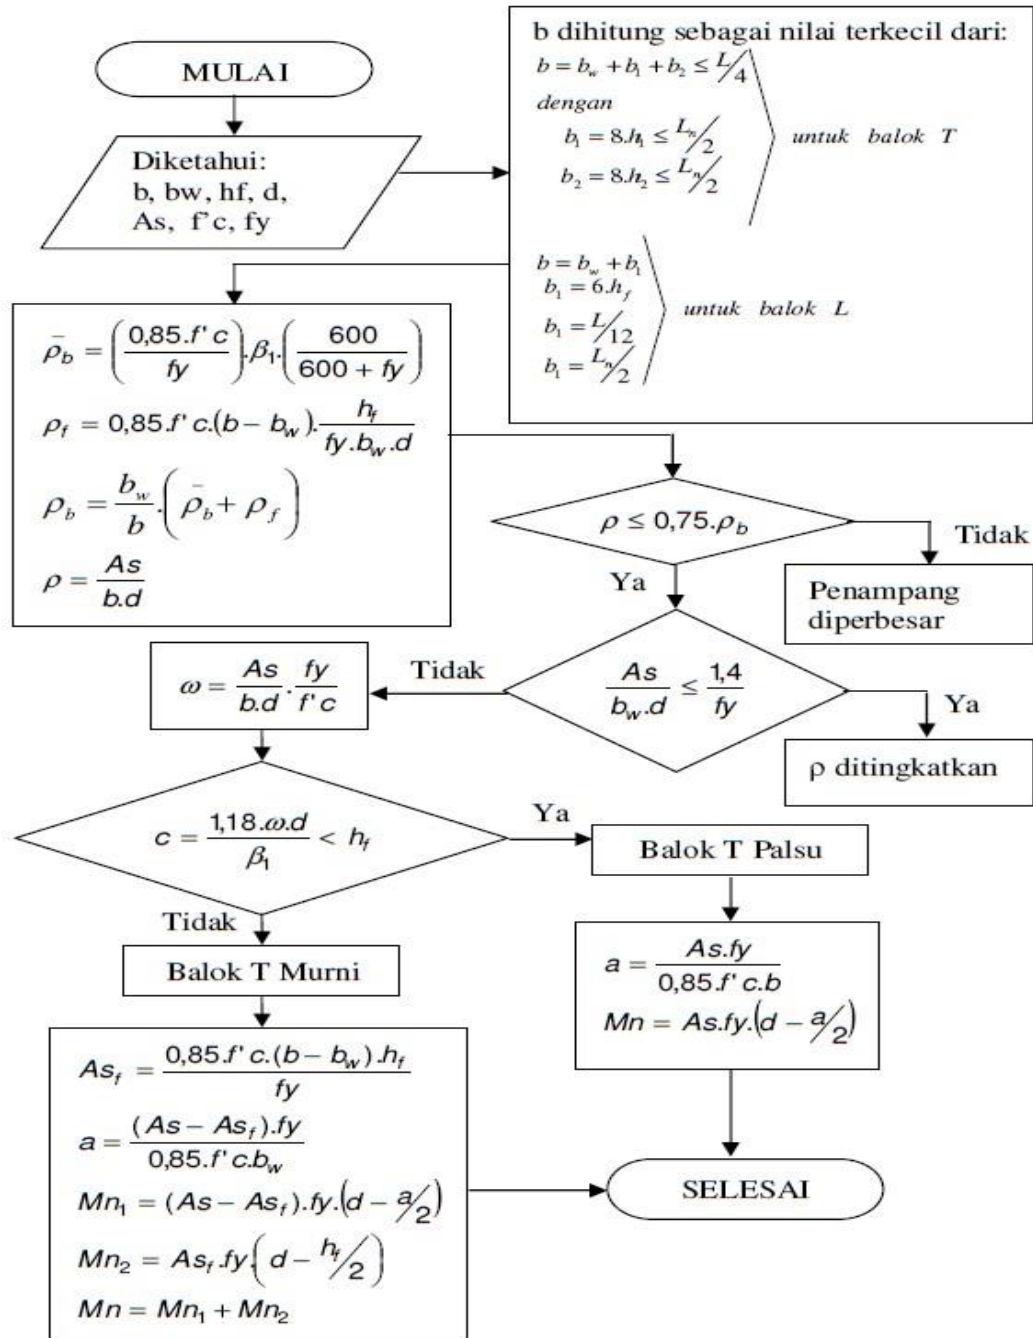 MULAI
Diketahui:
b, bw, hf, d,
As, f'c, fy
b dihitung sebagai nilai terkecil dari:
b = b_w + b_1 + b_2 ≤ L/4
dengan
b_1 = 8.h_1 ≤ L_n/2
b_2 = 8.h_2 ≤ L_n/2
untuk balok T
b = b_w + b_1
b_1 = 6.h_f
b_1 = L/12
b_1 = L_n/2
untuk balok L
ρ̄_b = (0,85.f'c / fy).β_1.(600 / 600 + fy)
ρ_f = 0,85.f'c.(b − b_w). h_f / fy.b_w.d
ρ_b = b_w / b .(ρ̄_b + ρ_f)
ρ = As / b.d
ρ ≤ 0,75.ρ_b
Tidak
Penampang
diperbesar
Ya
As / b_w.d ≤ 1,4 / fy
Ya
ρ ditingkatkan
Tidak
ω = As / b.d . fy / f'c
c = 1,18.ω.d / β_1 < h_f
Ya
Balok T Palsu
a = As.fy / 0,85.f'c.b
Mn = As.fy.(d − a/2)
Tidak
Balok T Murni
As_f = 0,85.f'c.(b − b_w).h_f / fy
a = (As − As_f).fy / 0,85.f'c.b_w
Mn_1 = (As − As_f).fy.(d − a/2)
Mn_2 = As_f.fy.(d − h_f/2)
Mn = Mn_1 + Mn_2
SELESAI